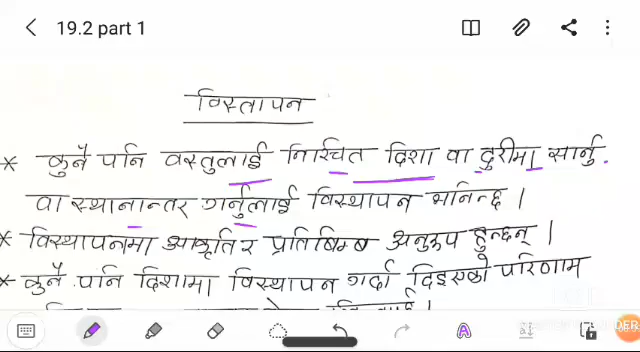 19.2 part 1
विस्तापन
* कुनै पनि वस्तुलाई निश्चित दिशा वा दुरीमा सार्नु
वा स्थानान्तर गर्नुलाई विस्थापन भनिन्छ।
* विस्थापनमा आकृति र प्रतिबिम्ब अनुरूप हुन्छन्।
* कुनै पनि दिशामा विस्थापन गर्दा दिइएको परिणाम